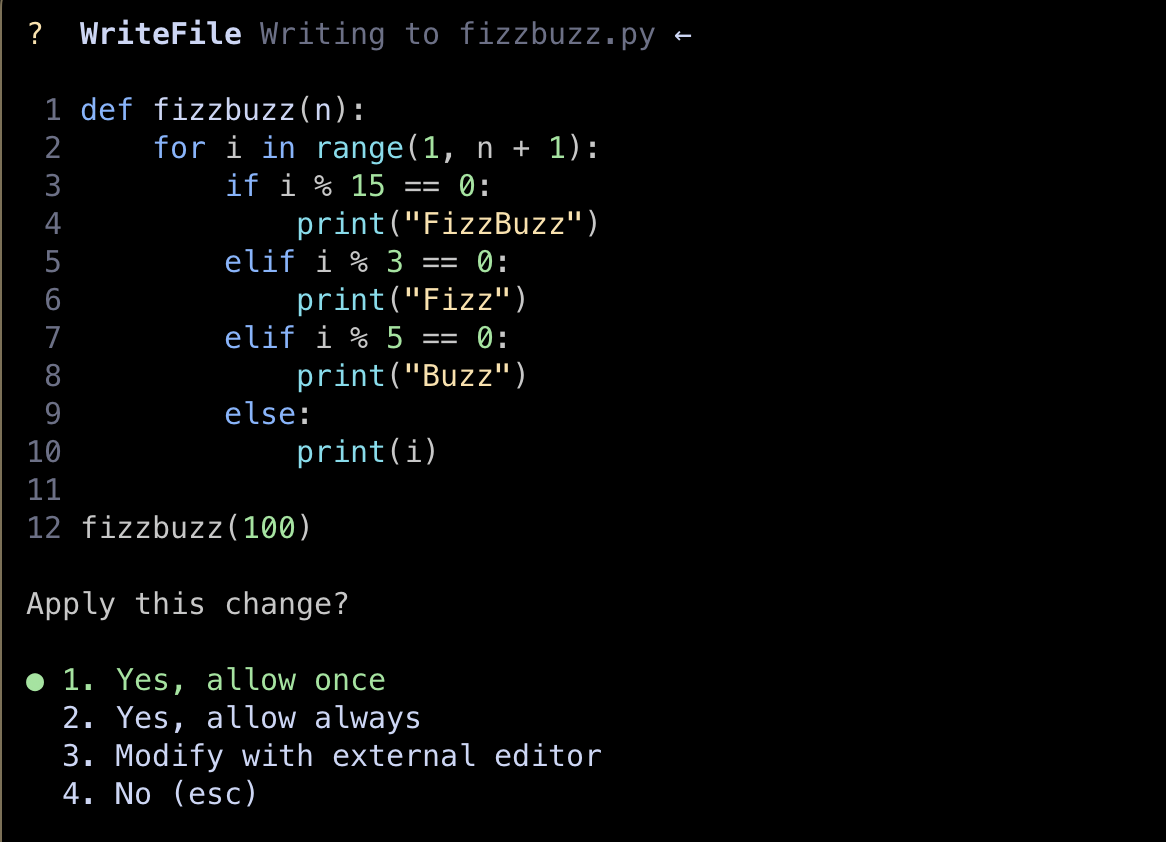 ?  WriteFile Writing to fizzbuzz.py ←
 1 def fizzbuzz(n):
 2     for i in range(1, n + 1):
 3         if i % 15 == 0:
 4             print("FizzBuzz")
 5         elif i % 3 == 0:
 6             print("Fizz")
 7         elif i % 5 == 0:
 8             print("Buzz")
 9         else:
10             print(i)
11
12 fizzbuzz(100)
Apply this change?
● 1. Yes, allow once
  2. Yes, allow always
  3. Modify with external editor
  4. No (esc)